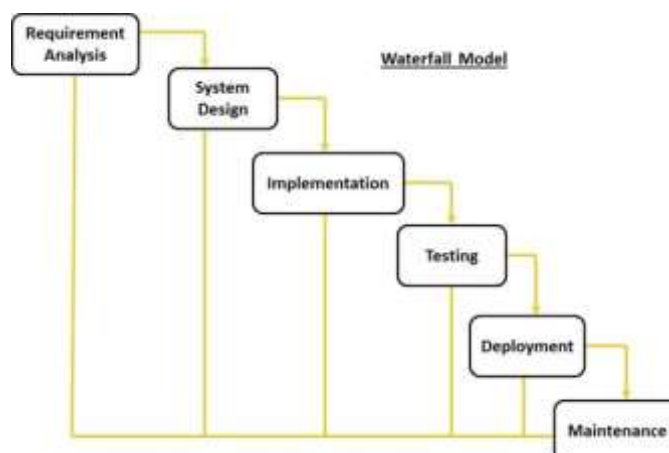 Requirement
Analysis
Waterfall Model
System
Design
Implementation
Testing
Deployment
Maintenance